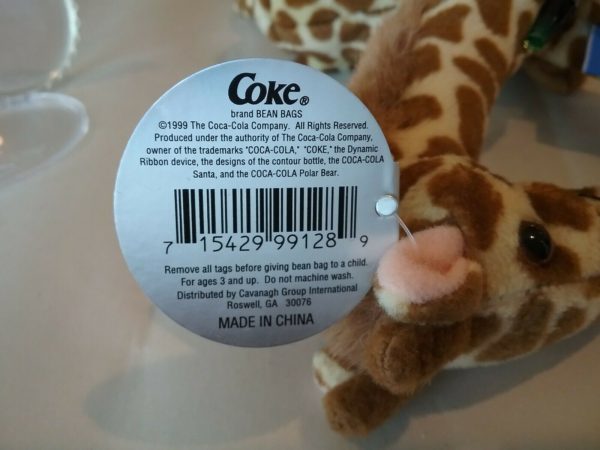 Coke®
brand BEAN BAGS
©1999 The Coca-Cola Company. All Rights Reserved.
Produced under the authority of The Coca-Cola Company,
owner of the trademarks "COCA-COLA," "COKE," the Dynamic
Ribbon device, the designs of the contour bottle, the COCA-COLA
Santa, and the COCA-COLA Polar Bear.
7 15429 99128 9
Remove all tags before giving bean bag to a child.
For ages 3 and up. Do not machine wash.
Distributed by Cavanagh Group International
Roswell, GA 30076
MADE IN CHINA